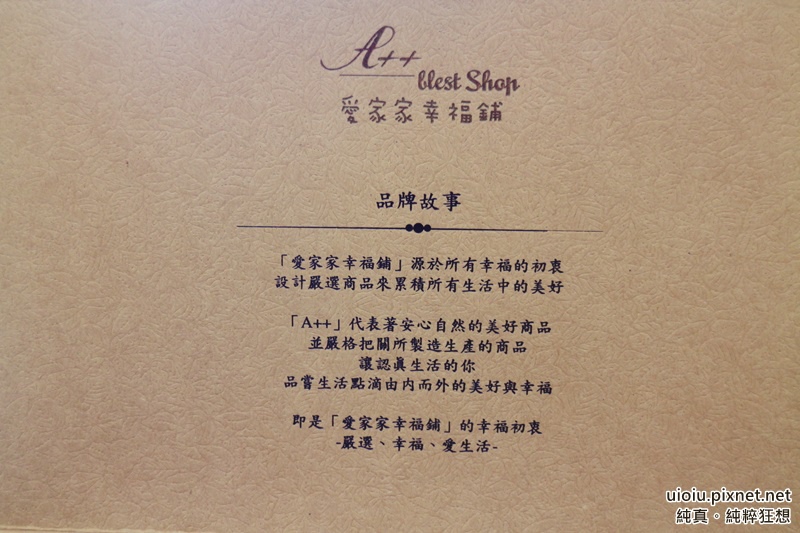 A++
blest Shop
愛家家幸福鋪
品牌故事
「愛家家幸福鋪」源於所有幸福的初衷
設計嚴選商品來累積所有生活中的美好
「A++」代表著安心自然的美好商品
並嚴格把關所製造生產的商品
讓認真生活的你
品嘗生活點滴由內而外的美好與幸福
即是「愛家家幸福鋪」的幸福初衷
-嚴選、幸福、愛生活-
uioiu.pixnet.net
純真。純粹狂想